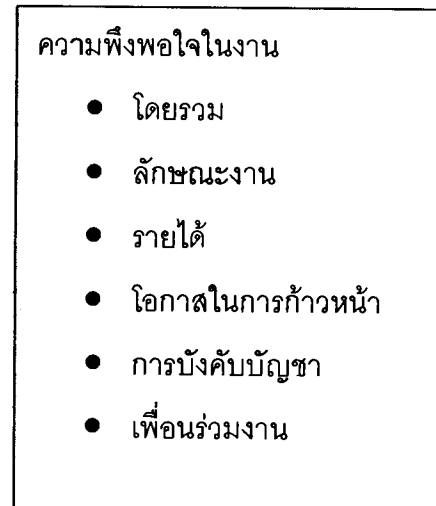 ความพึงพอใจในงาน
● โดยรวม
● ลักษณะงาน
● รายได้
● โอกาสในการก้าวหน้า
● การบังคับบัญชา
● เพื่อนร่วมงาน